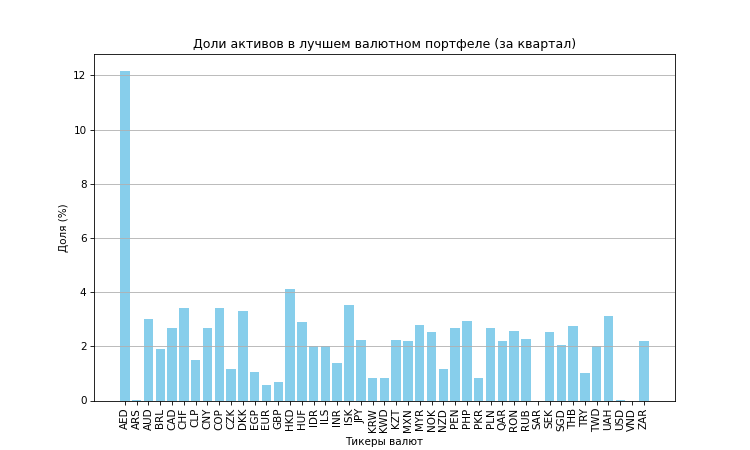 Доли активов в лучшем валютном портфеле (за квартал)
Доля (%)
12
10
8
6
4
2
0
AED ARS AUD BRL CAD CHF CLP CNY COP CZK DKK EGP EUR GBP HKD HUF IDR ILS INR ISK JPY KRW KWD KZT MXN MYR NOK NZD PEN PHP PKR PLN QAR RON RUB SAR SEK SGD THB TRY TWD UAH USD VND ZAR
Тикеры валют